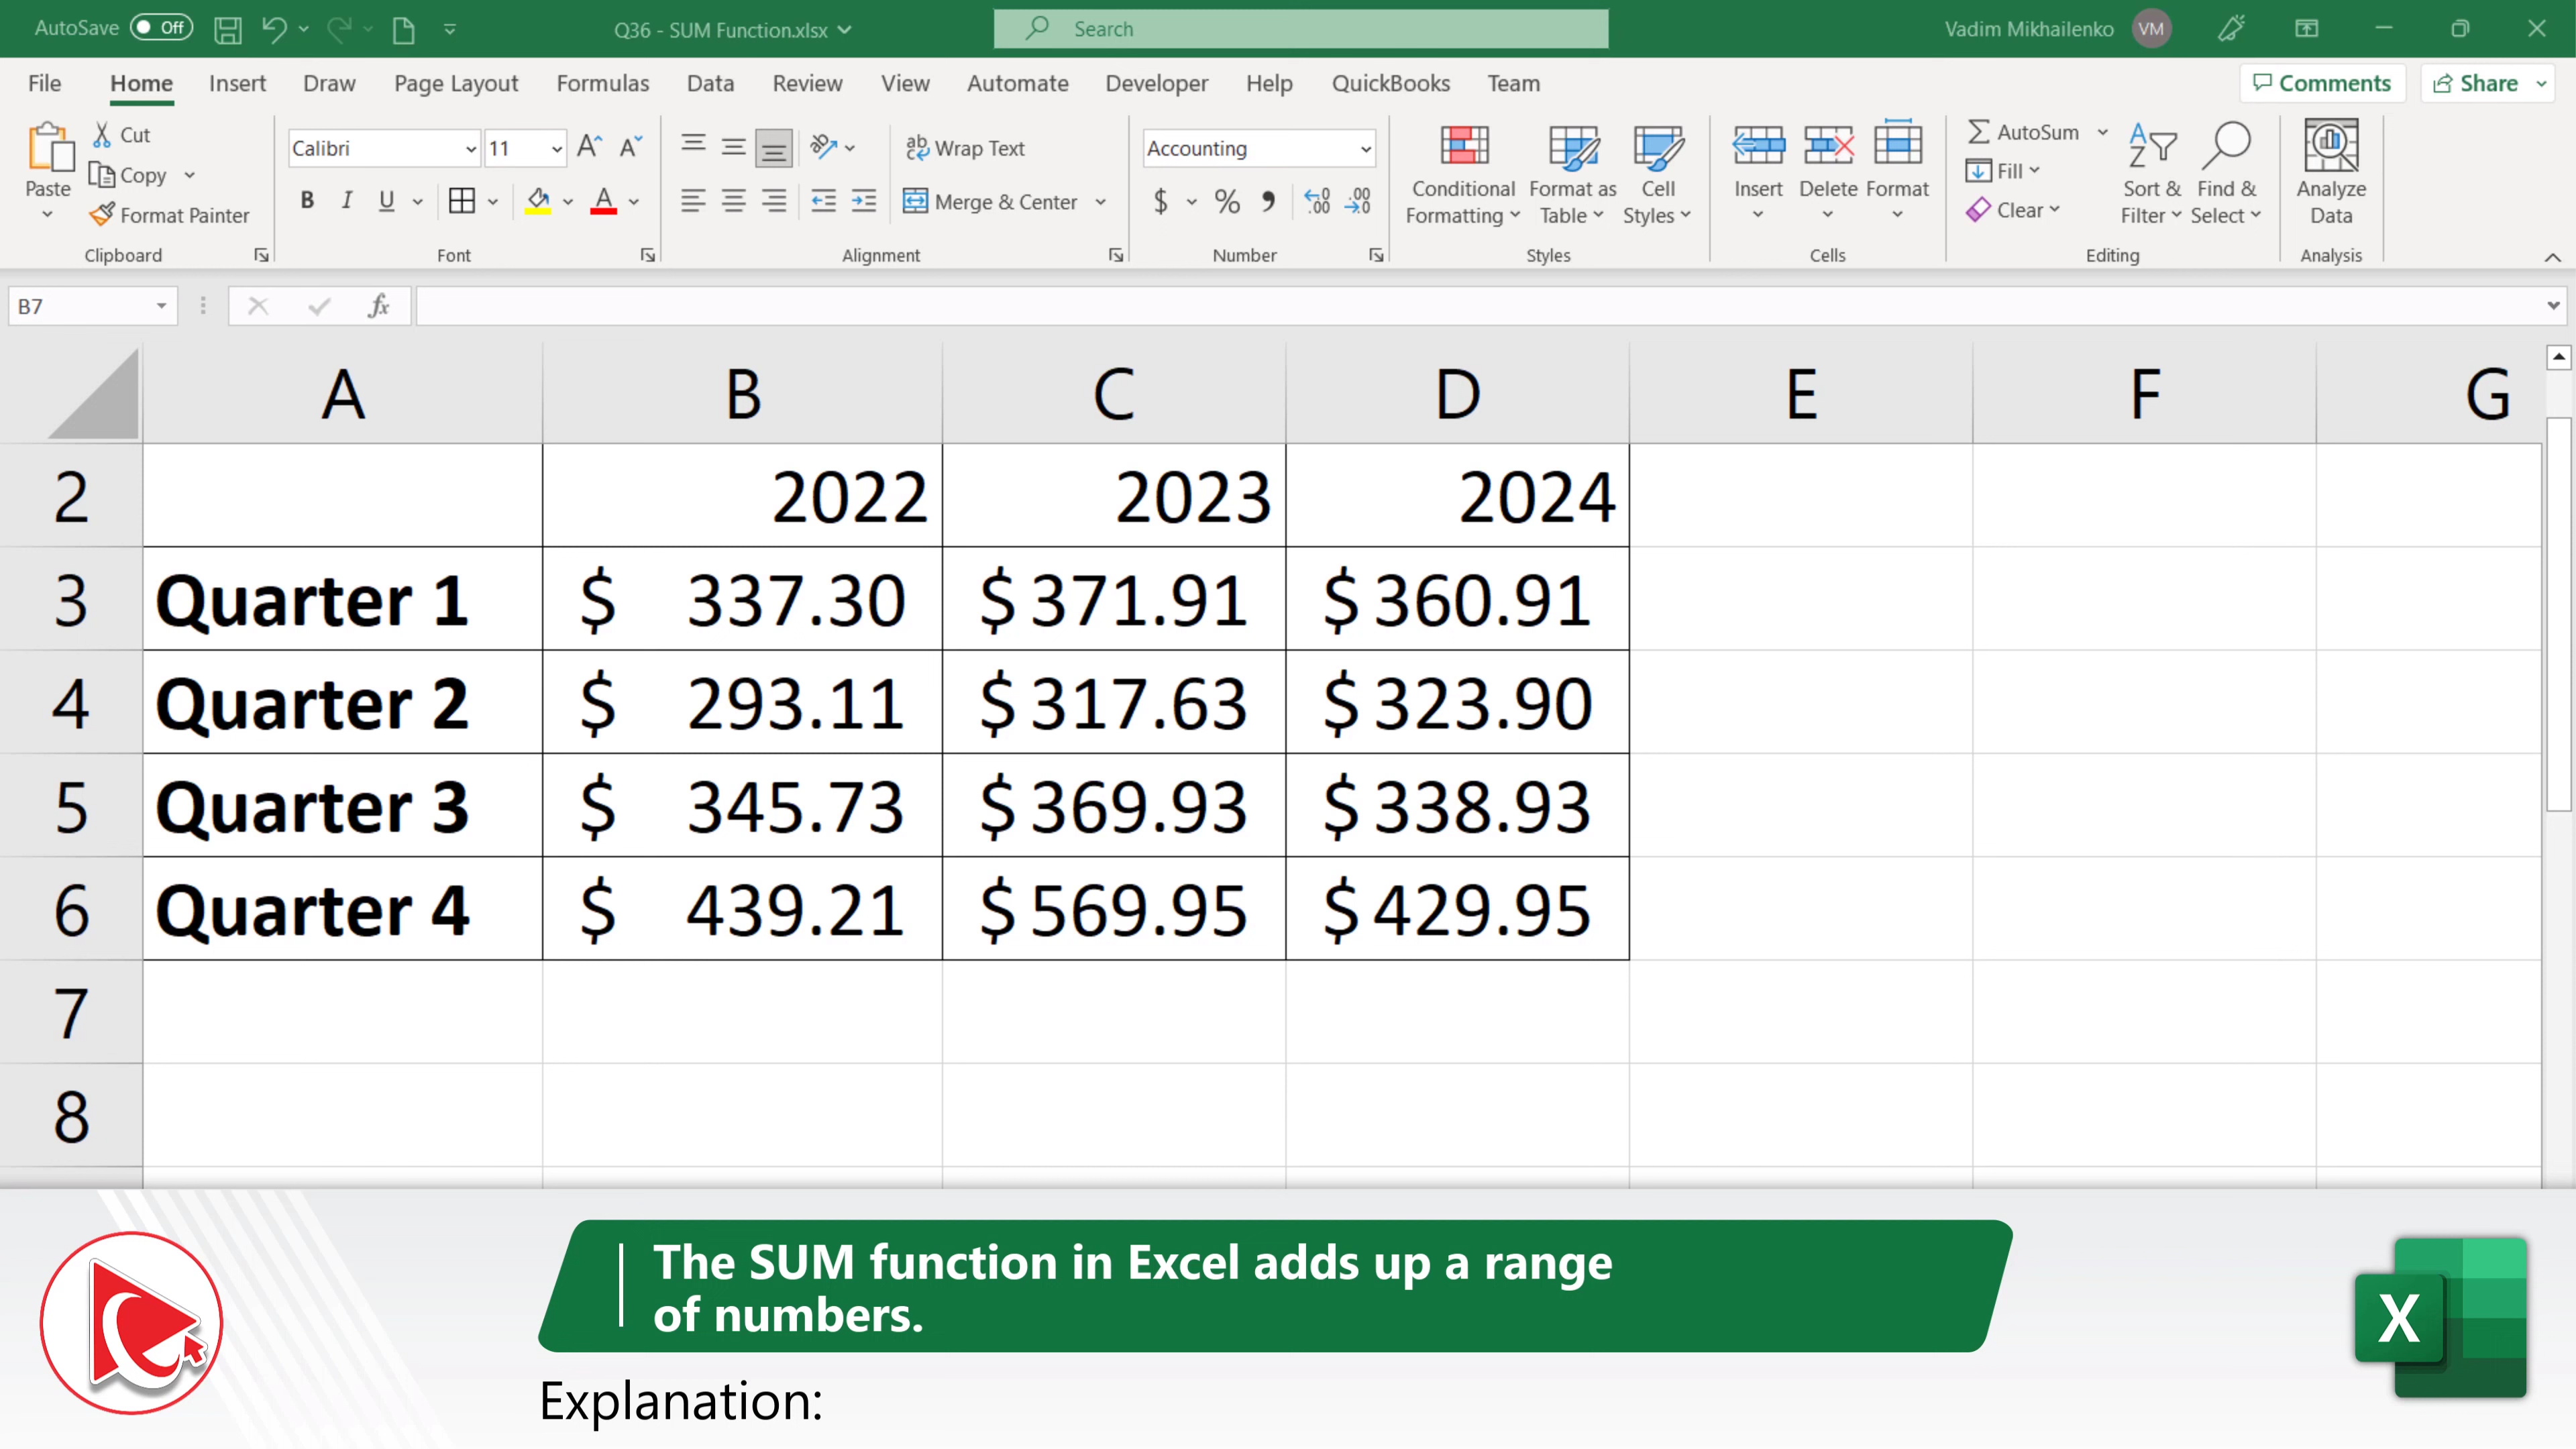 AutoSave Off Q36 - SUM Function.xlsx Search Vadim Mikhailenko VM
File Home Insert Draw Page Layout Formulas Data Review View Automate Developer Help QuickBooks Team Comments Share
Paste
Cut
Copy
Format Painter
Clipboard
Calibri 11
B I U A
Font
ab Wrap Text
Merge & Center
Alignment
Accounting
$ % , .00 .00
Number
Conditional Formatting
Format as Table
Cell Styles
Styles
Insert Delete Format
Cells
AutoSum
Fill
Clear
Sort & Filter
Find & Select
Editing
Analyze Data
Analysis
B7 fx
A B C D E F G
2 2022 2023 2024
3 Quarter 1 $ 337.30 $ 371.91 $ 360.91
4 Quarter 2 $ 293.11 $ 317.63 $ 323.90
5 Quarter 3 $ 345.73 $ 369.93 $ 338.93
6 Quarter 4 $ 439.21 $ 569.95 $ 429.95
7
8
The SUM function in Excel adds up a range
of numbers.
X
Explanation: